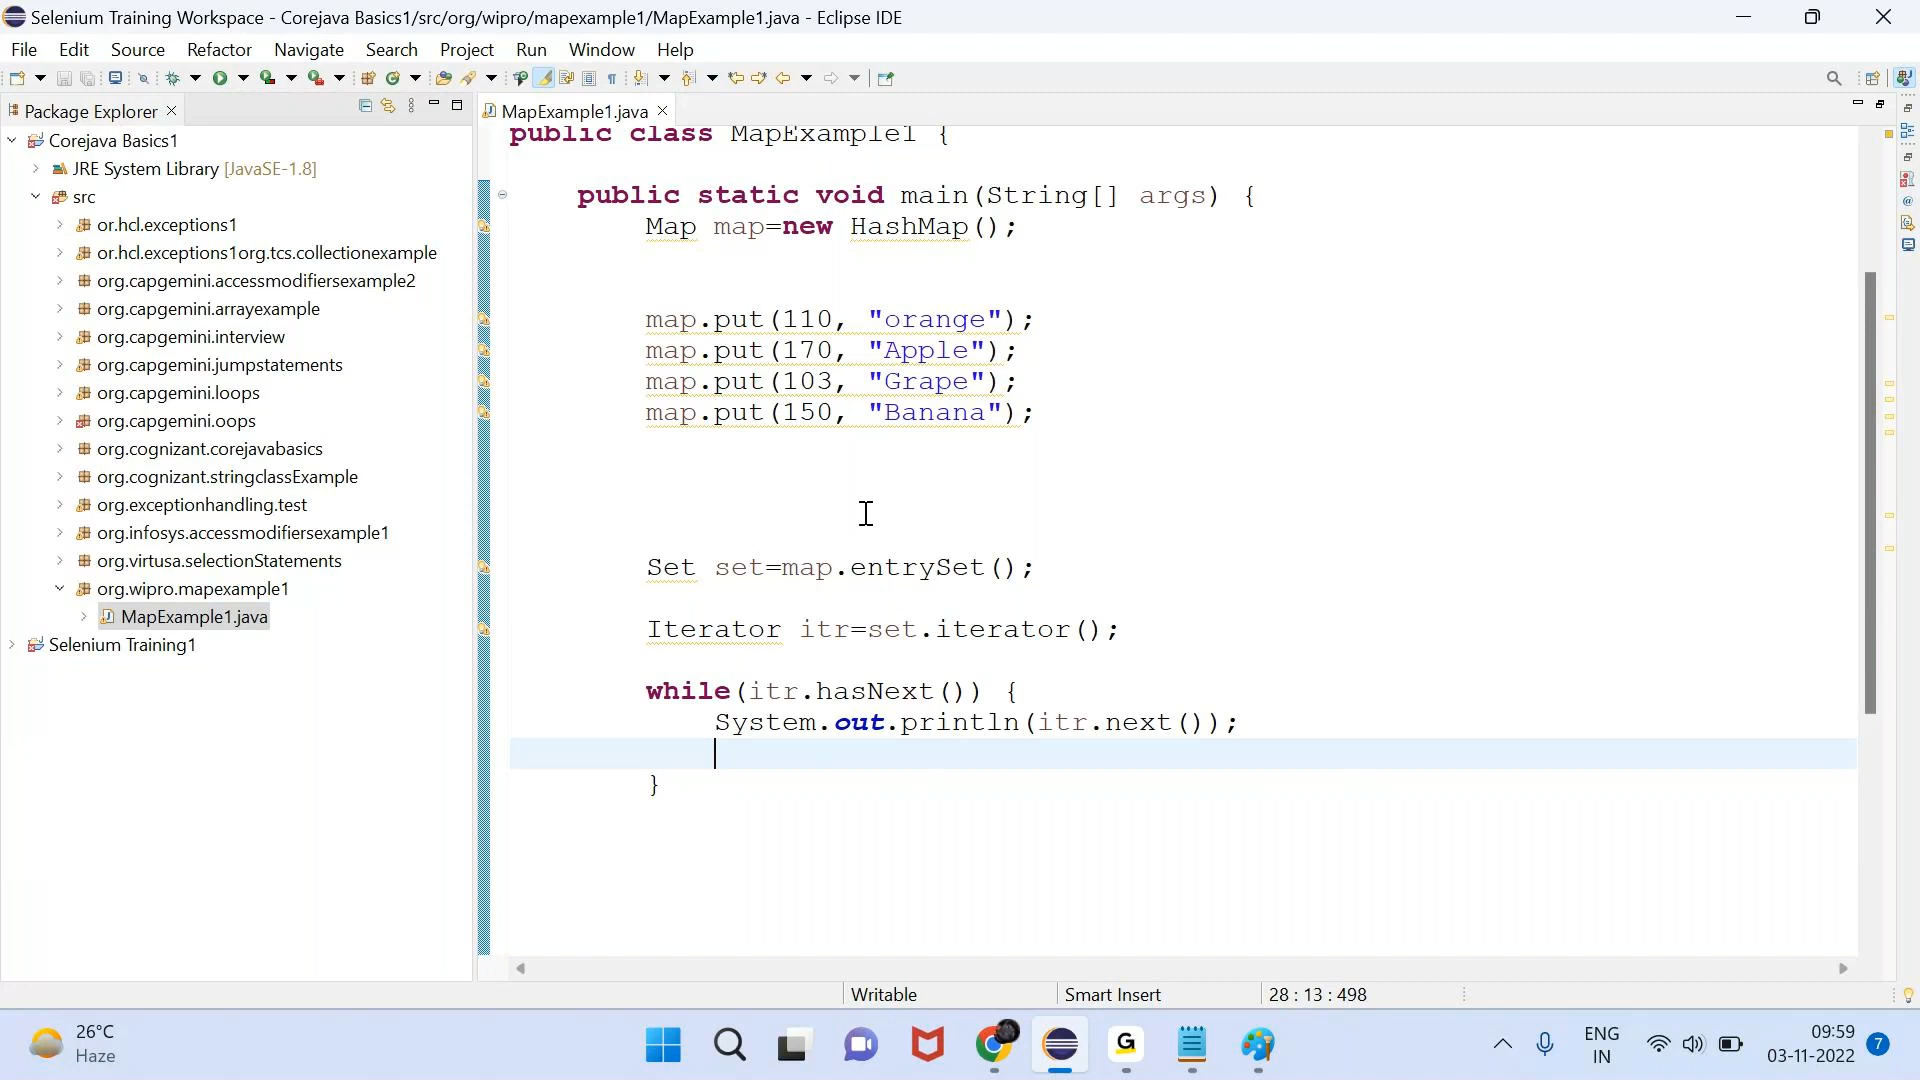 Selenium Training Workspace - Corejava Basics1/src/org/wipro/mapexample1/MapExample1.java - Eclipse IDE
File Edit Source Refactor Navigate Search Project Run Window Help
Package Explorer
MapExample1.java
Corejava Basics1
JRE System Library [JavaSE-1.8]
src
or.hcl.exceptions1
or.hcl.exceptions1org.tcs.collectionexample
org.capgemini.accessmodifiersexample2
org.capgemini.arrayexample
org.capgemini.interview
org.capgemini.jumpstatements
org.capgemini.loops
org.capgemini.oops
org.cognizant.corejavabasics
org.cognizant.stringclassExample
org.exceptionhandling.test
org.infosys.accessmodifiersexample1
org.virtusa.selectionStatements
org.wipro.mapexample1
MapExample1.java
Selenium Training1
public class MapExample1 {
public static void main(String[] args) {
Map map=new HashMap();
map.put(110, "orange");
map.put(170, "Apple");
map.put(103, "Grape");
map.put(150, "Banana");
Set set=map.entrySet();
Iterator itr=set.iterator();
while(itr.hasNext()) {
System.out.println(itr.next());
}
Writable Smart Insert 28 : 13 : 498
26°C
Haze
ENG
IN
09:59
03-11-2022
7